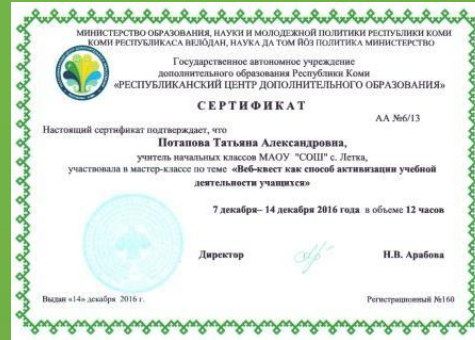 МИНИСТЕРСТВО ОБРАЗОВАНИЯ, НАУКИ И МОЛОДЕЖНОЙ ПОЛИТИКИ РЕСПУБЛИКИ КОМИ
КОМИ РЕСПУБЛИКАСА ВЕЛӦДАН, НАУКА ДА ТОМ ЙӦЗ ПОЛИТИКА МИНИСТЕРСТВО
Государственное автономное учреждение
дополнительного образования Республики Коми
«РЕСПУБЛИКАНСКИЙ ЦЕНТР ДОПОЛНИТЕЛЬНОГО ОБРАЗОВАНИЯ»
СЕРТИФИКАТ
АА №6/13
Настоящий сертификат подтверждает, что
Потапова Татьяна Александровна,
учитель начальных классов МАОУ "СОШ" с. Летка,
участвовала в мастер-классе по теме «Веб-квест как способ активизации учебной
деятельности учащихся»
7 декабря– 14 декабря 2016 года в объеме 12 часов
Директор Н.В. Арабова
Выдан «14» декабря 2016 г. Регистрационный №160